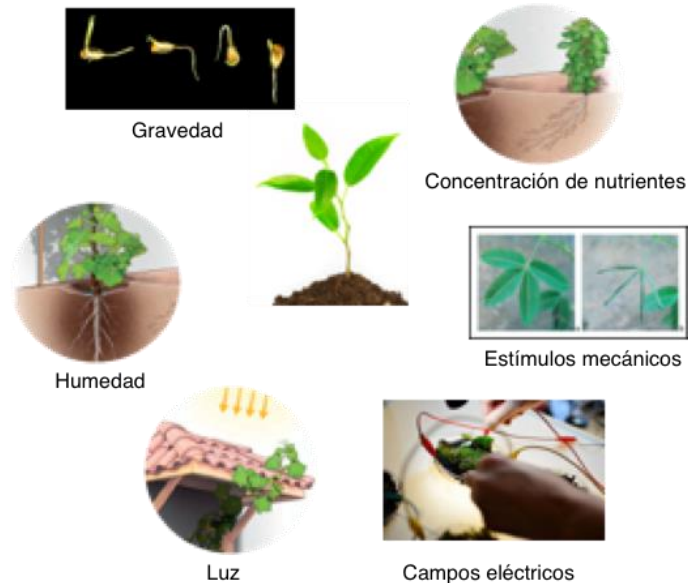 Gravedad
Concentración de nutrientes
Humedad
Estímulos mecánicos
Luz
Campos eléctricos